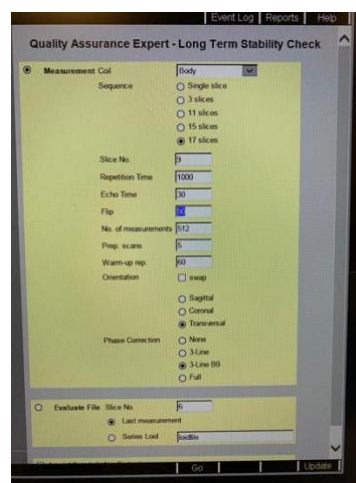 Event Log Reports Help
Quality Assurance Expert - Long Term Stability Check
Measurement Coil Body
Sequence Single slice
3 slices
11 slices
15 slices
17 slices
Slice No. 9
Repetition Time 1000
Echo Time 30
Flip 90
No. of measurements 512
Prep. scans 5
Warm-up rep. 60
Orientation swap
Sagittal
Coronal
Transversal
Phase Correction None
3-Line
3-Line B0
Full
Evaluate File Slice No. 6
Last measurement
Series Loid
Go Update